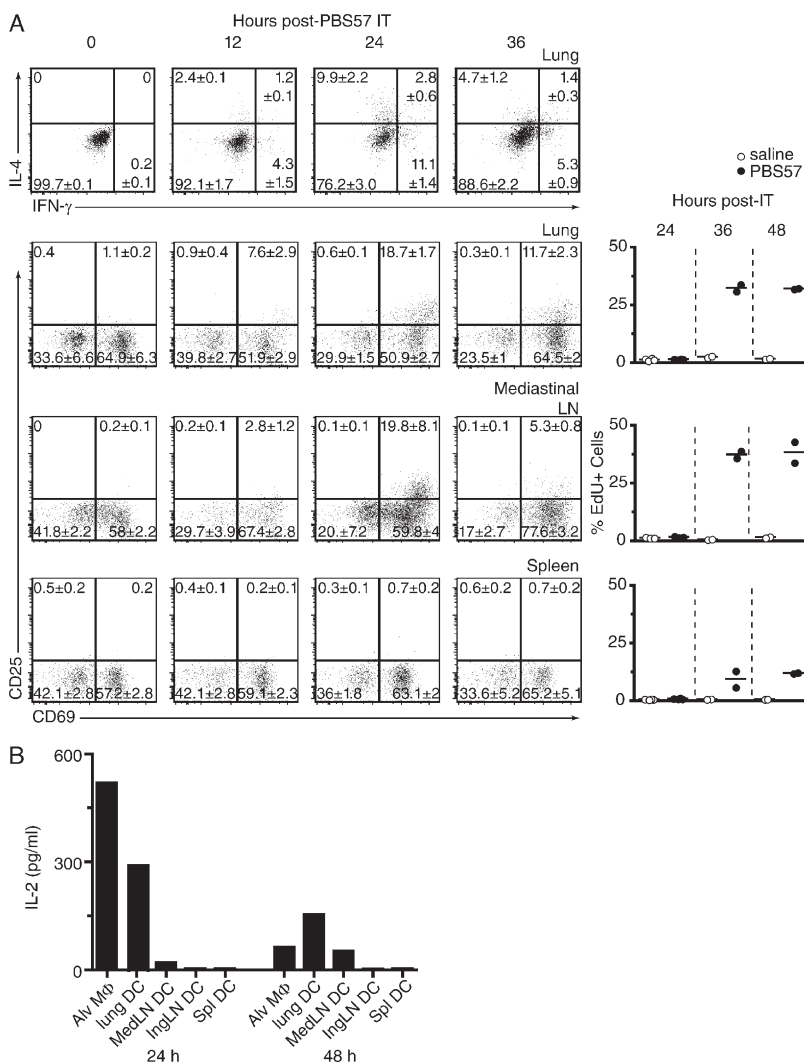 A
Hours post-PBS57 IT
0 12 24 36
Lung
0 0
2.4±0.1 1.2 ±0.1
9.9±2.2 2.8 ±0.6
4.7±1.2 1.4 ±0.3
99.7±0.1 0.2 ±0.1
92.1±1.7 4.3 ±1.5
76.2±3.0 11.1 ±1.4
88.6±2.2 5.3 ±0.9
IL-4
IFN-γ
saline
PBS57
Hours post-IT
24 36 48
Lung
0.4 1.1±0.2
0.9±0.4 7.6±2.9
0.6±0.1 18.7±1.7
0.3±0.1 11.7±2.3
33.6±6.6 64.9±6.3
39.8±2.7 51.9±2.9
29.9±1.5 50.9±2.7
23.5±1 64.5±2
50
25
0
Mediastinal
LN
0 0.2±0.1
0.2±0.1 2.8±1.2
0.1±0.1 19.8±8.1
0.1±0.1 5.3±0.8
41.8±2.2 58±2.2
29.7±3.9 67.4±2.8
20.±7.2 59.8±4
17±2.7 77.6±3.2
50
25
0
% EdU+ Cells
Spleen
0.5±0.2 0.2
0.4±0.1 0.2±0.1
0.3±0.1 0.7±0.2
0.6±0.2 0.7±0.2
42.1±2.8 57.2±2.8
42.1±2.8 59.1±2.3
36±1.8 63.1±2
33.6±5.2 65.2±5.1
50
25
0
CD25
CD69
B
600
300
0
IL-2 (pg/ml)
Alv MΦ lung DC MedLN DC IngLN DC Spl DC
Alv MΦ lung DC MedLN DC IngLN DC Spl DC
24 h 48 h